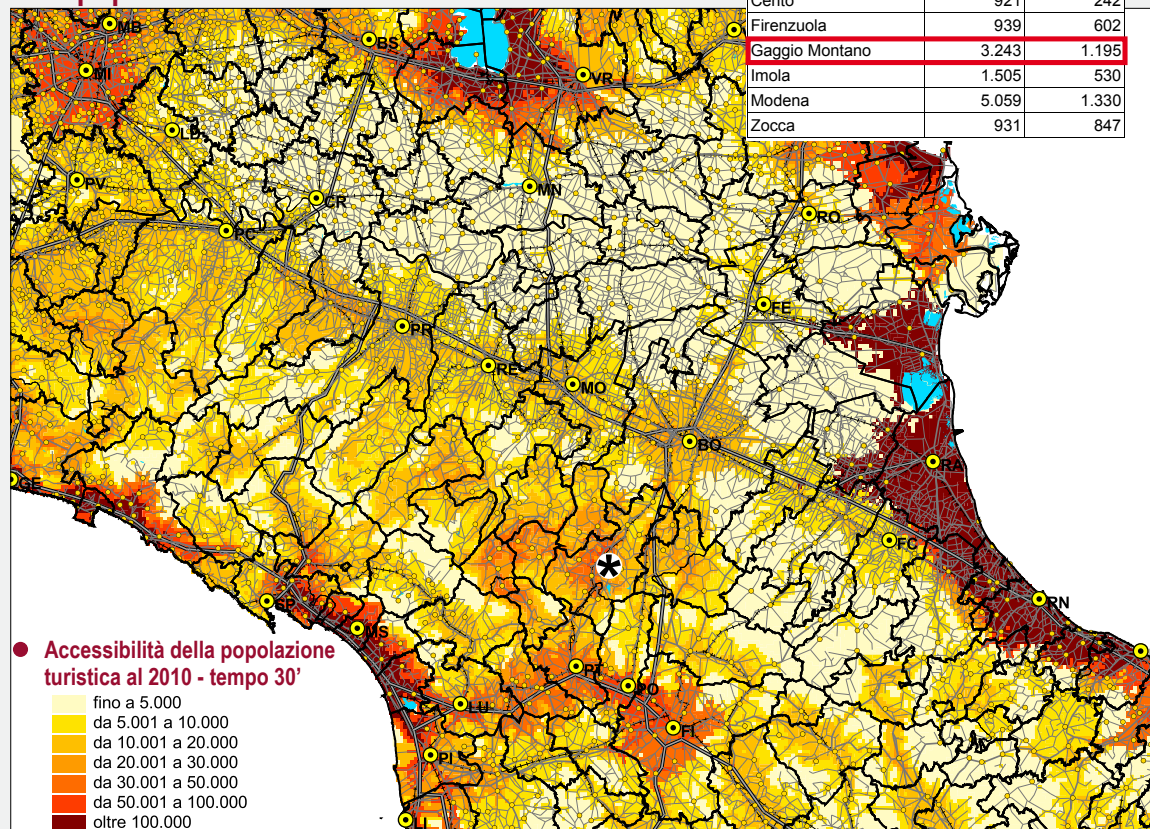 Cento 921 242
Firenzuola 939 602
Gaggio Montano 3.243 1.195
Imola 1.505 530
Modena 5.059 1.330
Zocca 931 847
MB
BS
MI
VR
LD
PV
MN
CR
RO
PC
FE
PR
RE
MO
BO
RA
GE
*
FC
RN
SP
MS
PT
PO
LU
FI
PI
LI
Accessibilità della popolazione
turistica al 2010 - tempo 30’
fino a 5.000
da 5.001 a 10.000
da 10.001 a 20.000
da 20.001 a 30.000
da 30.001 a 50.000
da 50.001 a 100.000
oltre 100.000